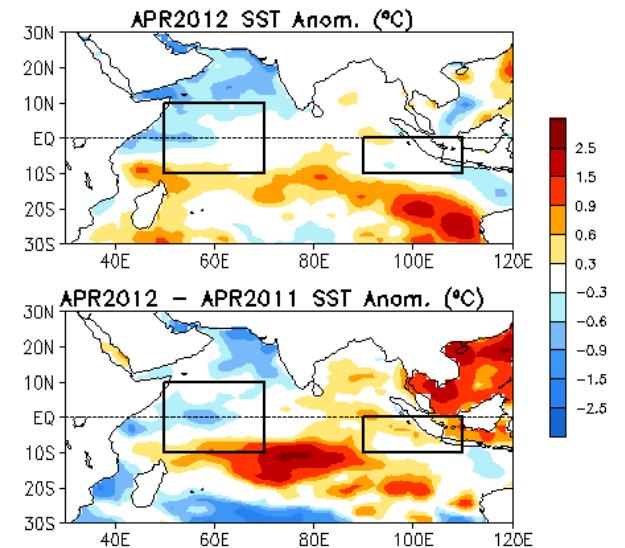 APR2012 SST Anom. (ºC)
30N
20N
10N
EQ
10S
20S
30S
40E 60E 80E 100E 120E
APR2012 – APR2011 SST Anom. (ºC)
30N
20N
10N
EQ
10S
20S
30S
40E 60E 80E 100E 120E
2.5
1.5
0.9
0.6
0.3
−0.3
−0.6
−0.9
−1.5
−2.5